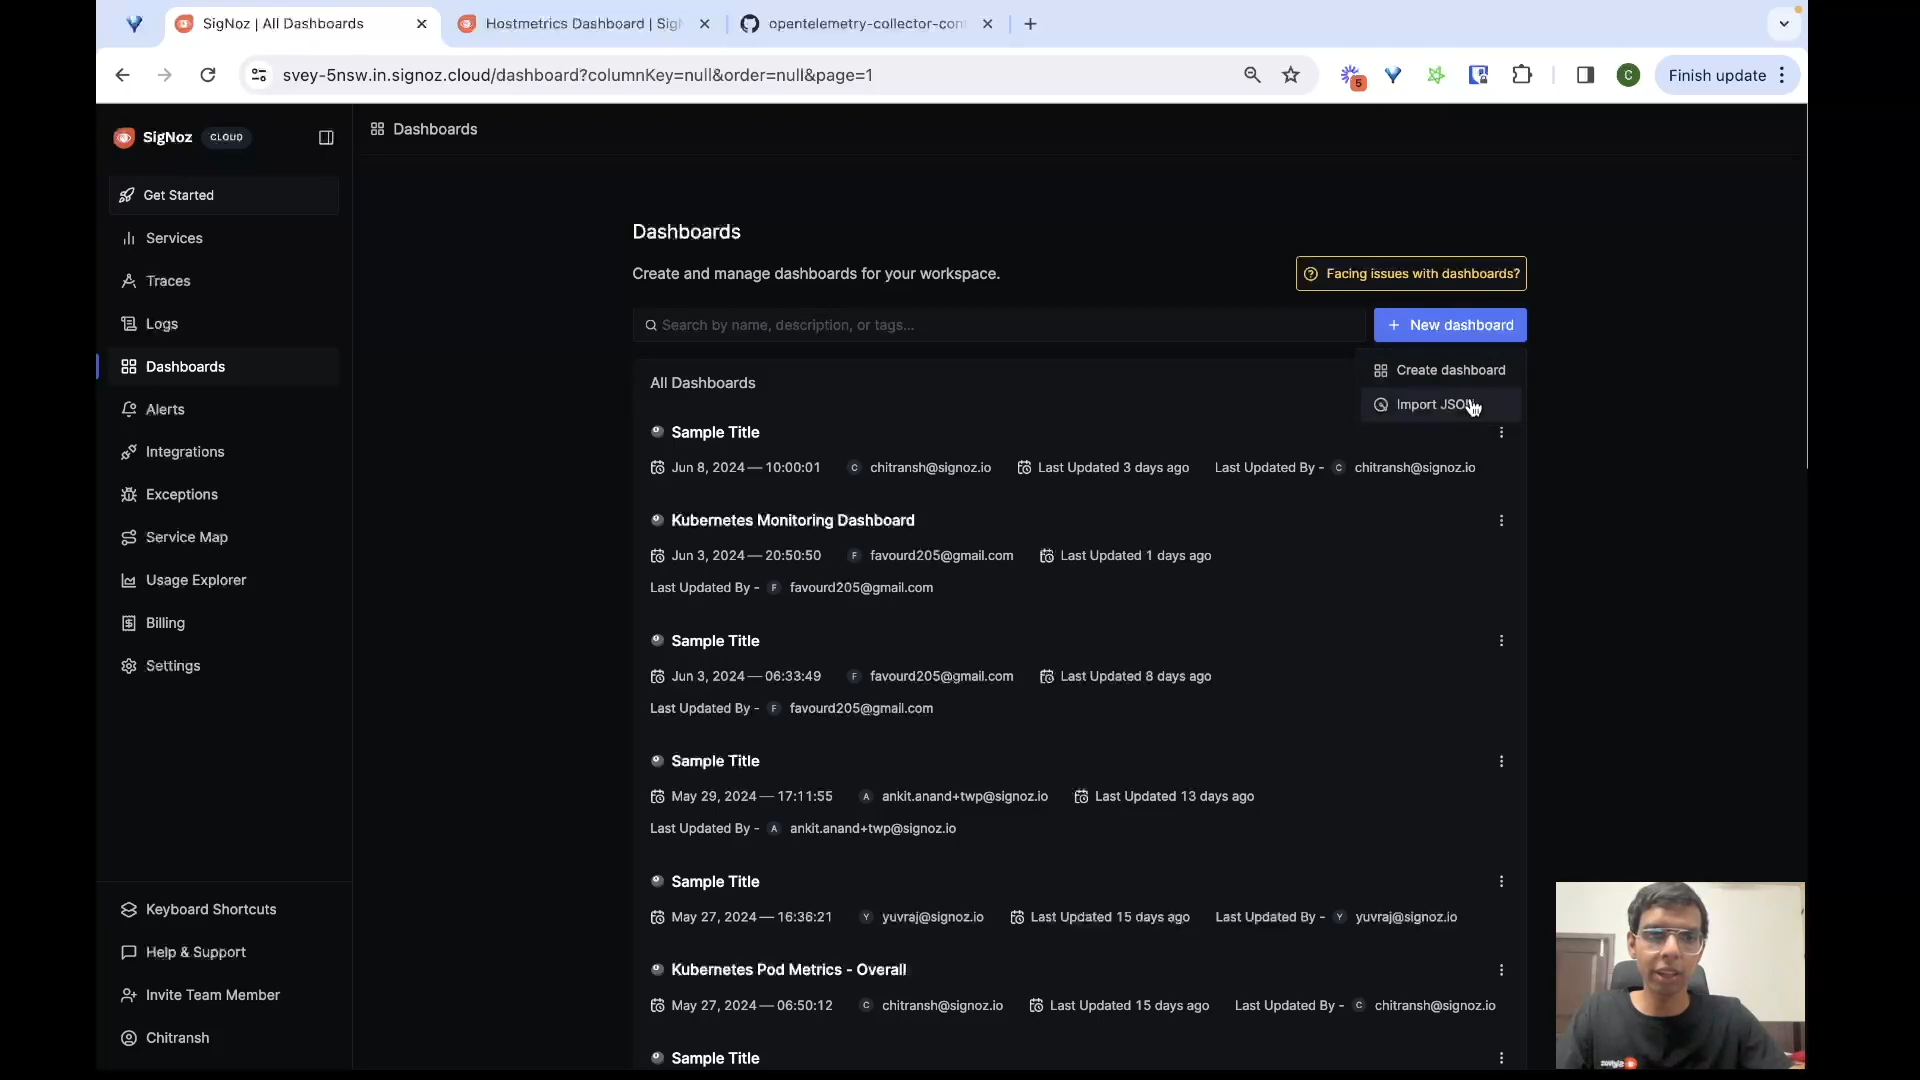 SigNoz | All Dashboards
Hostmetrics Dashboard | Sig
opentelemetry-collector-con
svey-5nsw.in.signoz.cloud/dashboard?columnKey=null&order=null&page=1
5
C
Finish update
SigNoz CLOUD
Dashboards
Get Started
Services
Traces
Logs
Dashboards
Alerts
Integrations
Exceptions
Service Map
Usage Explorer
Billing
Settings
Keyboard Shortcuts
Help & Support
Invite Team Member
Chitransh
Dashboards
Create and manage dashboards for your workspace.
Facing issues with dashboards?
Search by name, description, or tags...
+ New dashboard
Create dashboard
Import JSON
All Dashboards
Sample Title
Jun 8, 2024 — 10:00:01 C chitransh@signoz.io Last Updated 3 days ago Last Updated By - C chitransh@signoz.io
Kubernetes Monitoring Dashboard
Jun 3, 2024 — 20:50:50 F favourd205@gmail.com Last Updated 1 days ago
Last Updated By - F favourd205@gmail.com
Sample Title
Jun 3, 2024 — 06:33:49 F favourd205@gmail.com Last Updated 8 days ago
Last Updated By - F favourd205@gmail.com
Sample Title
May 29, 2024 — 17:11:55 A ankit.anand+twp@signoz.io Last Updated 13 days ago
Last Updated By - A ankit.anand+twp@signoz.io
Sample Title
May 27, 2024 — 16:36:21 Y yuvraj@signoz.io Last Updated 15 days ago Last Updated By - Y yuvraj@signoz.io
Kubernetes Pod Metrics - Overall
May 27, 2024 — 06:50:12 C chitransh@signoz.io Last Updated 15 days ago Last Updated By - C chitransh@signoz.io
Sample Title